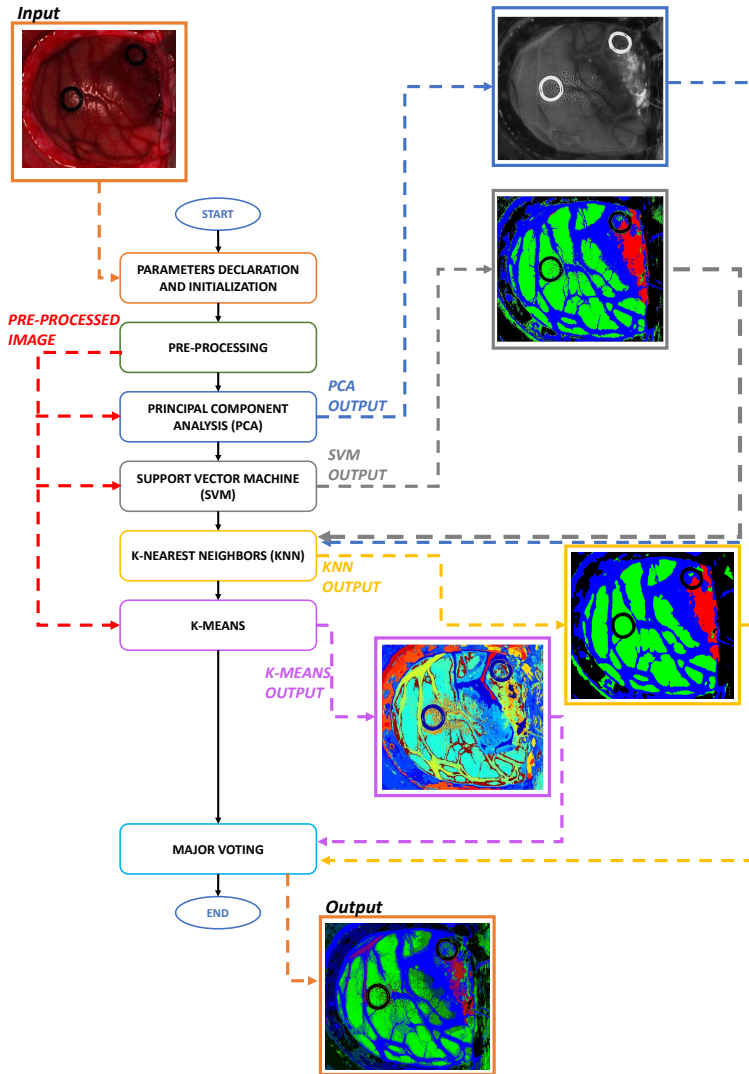 Input
START
PARAMETERS DECLARATION
AND INITIALIZATION
PRE-PROCESSED
IMAGE
PRE-PROCESSING
PCA
OUTPUT
PRINCIPAL COMPONENT
ANALYSIS (PCA)
SVM
OUTPUT
SUPPORT VECTOR MACHINE
(SVM)
K-NEAREST NEIGHBORS (KNN)
KNN
OUTPUT
K-MEANS
K-MEANS
OUTPUT
MAJOR VOTING
END
Output